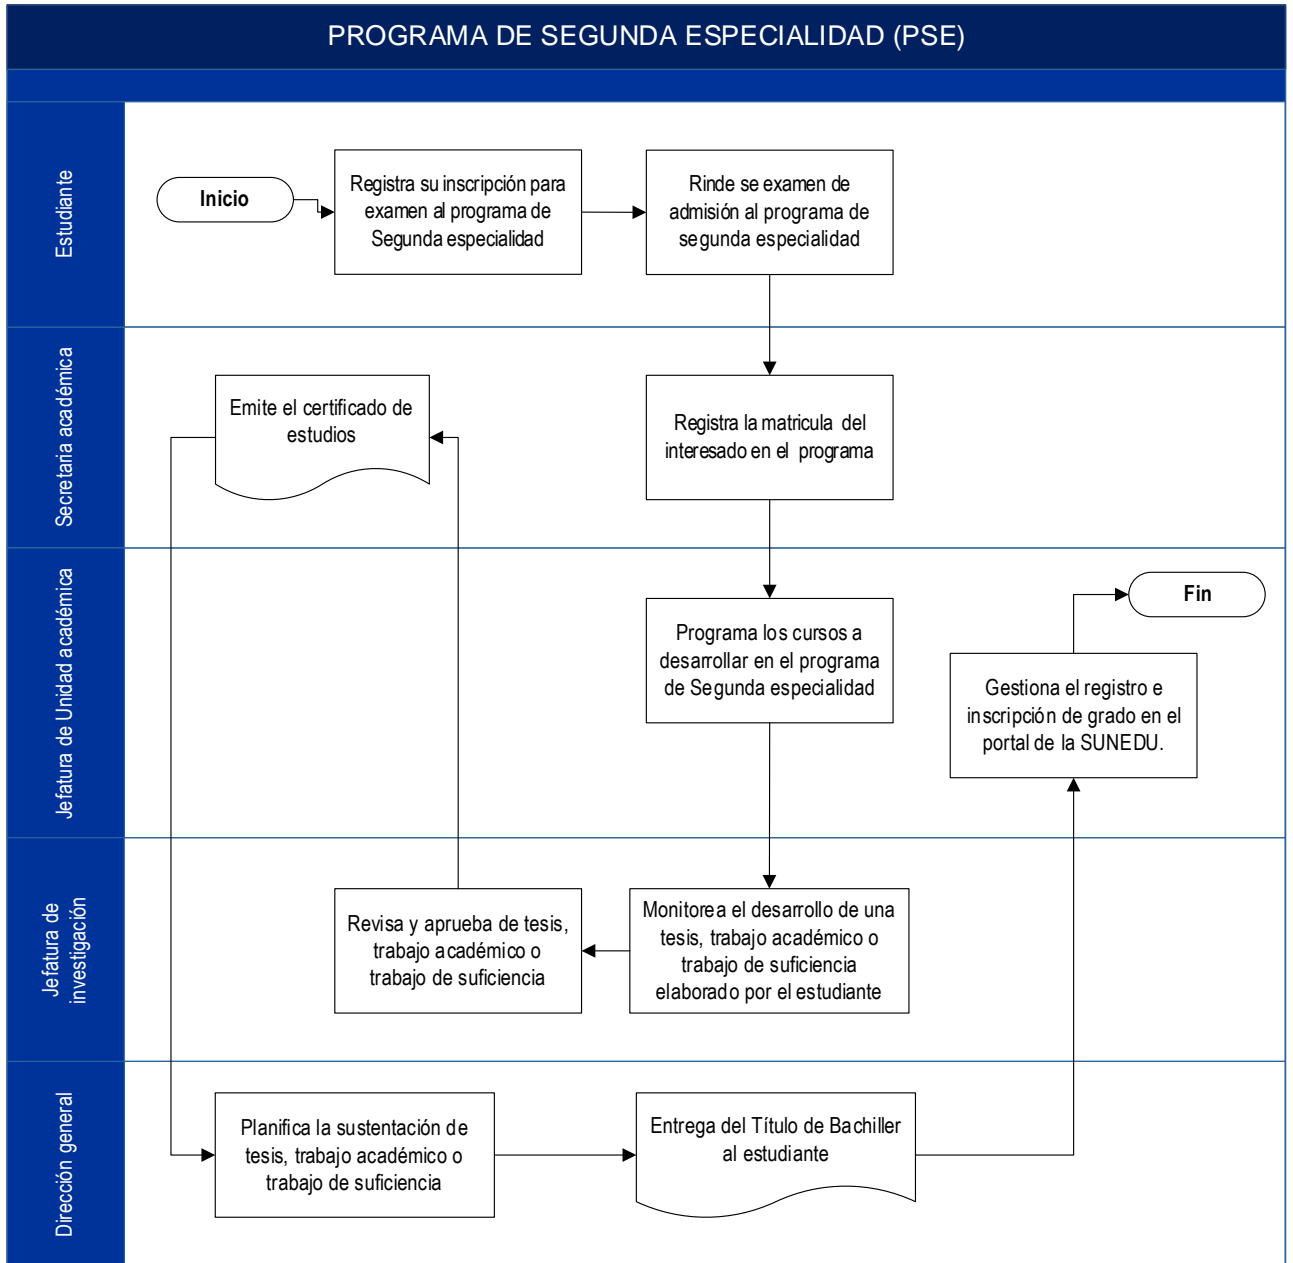 PROGRAMA DE SEGUNDA ESPECIALIDAD (PSE)
Estudiante
Inicio
Registra su inscripción para
examen al programa de
Segunda especialidad
Rinde se examen de
admisión al programa de
segunda especialidad
Secretaria académica
Emite el certificado de
estudios
Registra la matricula del
interesado en el programa
Jefatura de Unidad académica
Programa los cursos a
desarrollar en el programa
de Segunda especialidad
Fin
Gestiona el registro e
inscripción de grado en el
portal de la SUNEDU.
Jefatura de
investigación
Revisa y aprueba de tesis,
trabajo académico o
trabajo de suficiencia
Monitorea el desarrollo de una
tesis, trabajo académico o
trabajo de suficiencia
elaborado por el estudiante
Dirección general
Planifica la sustentación de
tesis, trabajo académico o
trabajo de suficiencia
Entrega del Título de Bachiller
al estudiante